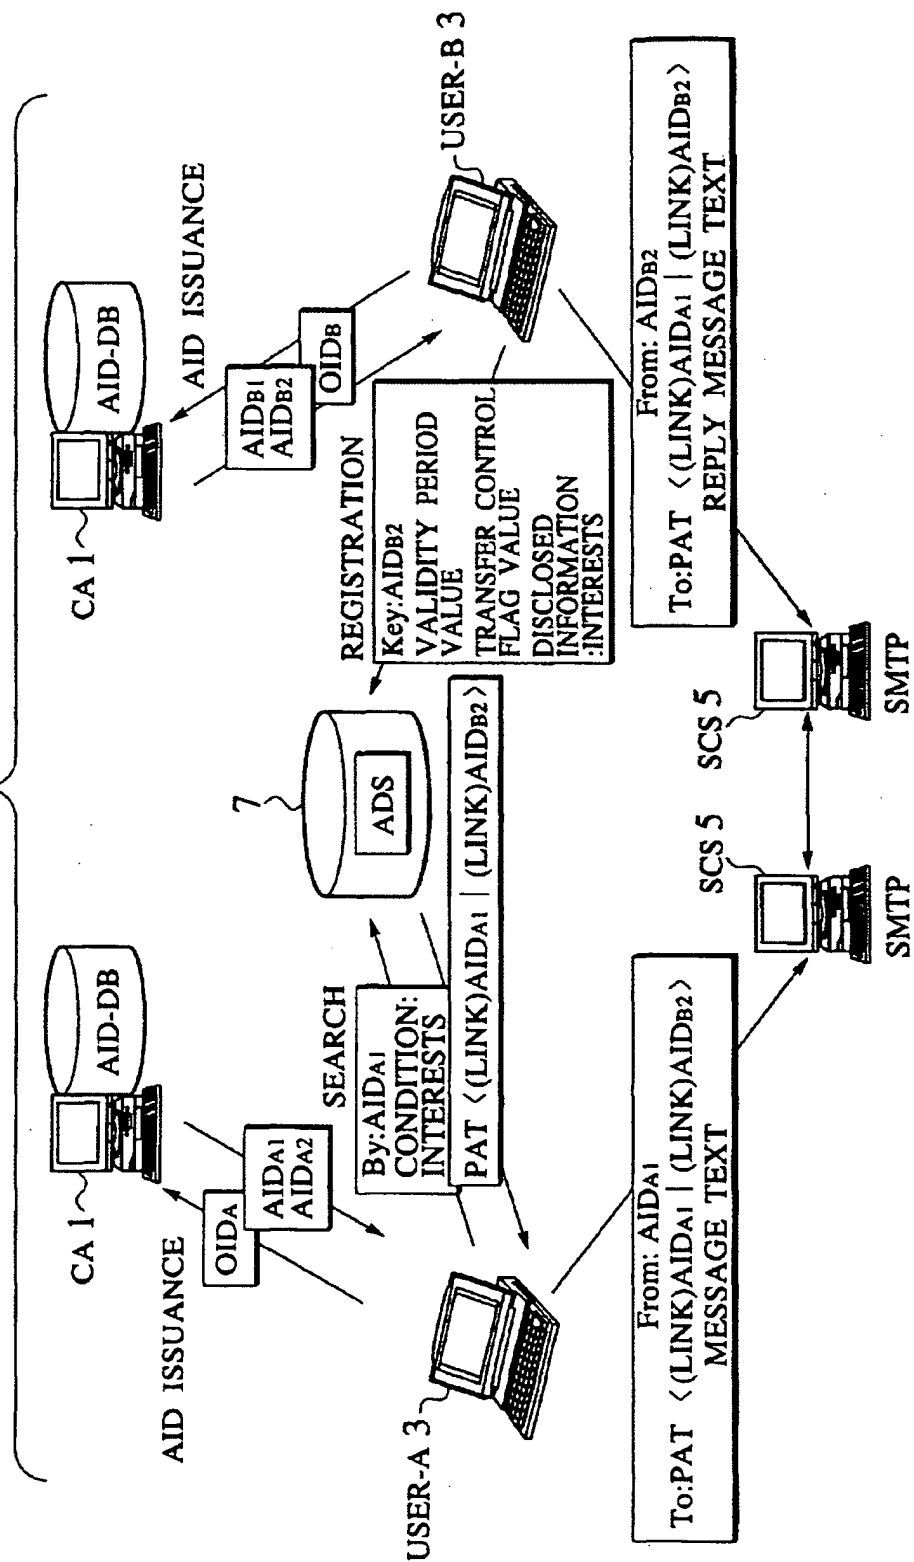 CA 1
AID-DB
AID ISSUANCE
OIDA
AIDA1
AIDA2
USER-A 3
SEARCH
By:AIDA1
CONDITION:
INTERESTS
PAT <(LINK)AIDA1 | (LINK)AIDB2>
7
ADS
CA 1
AID-DB
AID ISSUANCE
AIDB1
AIDB2
OIDB
USER-B 3
REGISTRATION
Key:AIDB2
VALIDITY PERIOD
VALUE
TRANSFER CONTROL
FLAG VALUE
DISCLOSED
INFORMATION
:INTERESTS
From: AIDA1
To:PAT <(LINK)AIDA1 | (LINK)AIDB2>
MESSAGE TEXT
SCS 5
SMTP
SCS 5
SMTP
From: AIDB2
To:PAT <(LINK)AIDA1 | (LINK)AIDB2>
REPLY MESSAGE TEXT